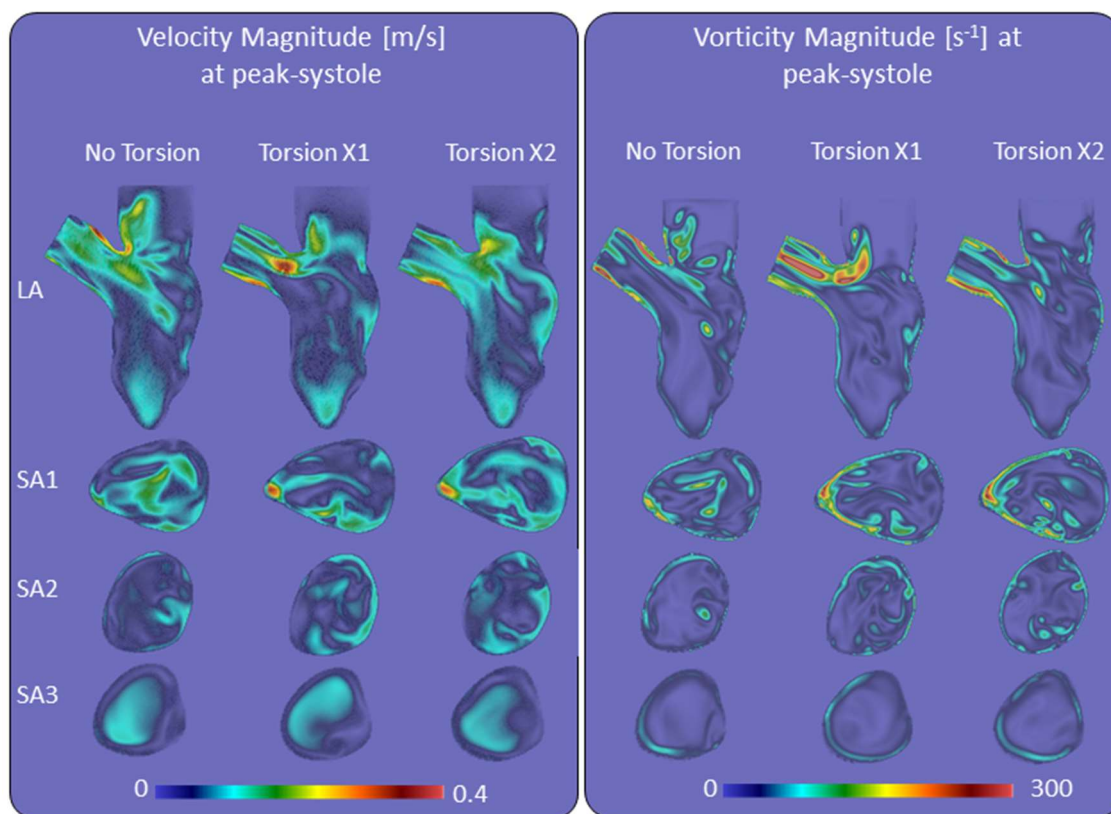 Velocity Magnitude [m/s]
at peak-systole
No Torsion Torsion X1 Torsion X2
LA
SA1
SA2
SA3
0 0.4
Vorticity Magnitude [s⁻¹] at
peak-systole
No Torsion Torsion X1 Torsion X2
0 300